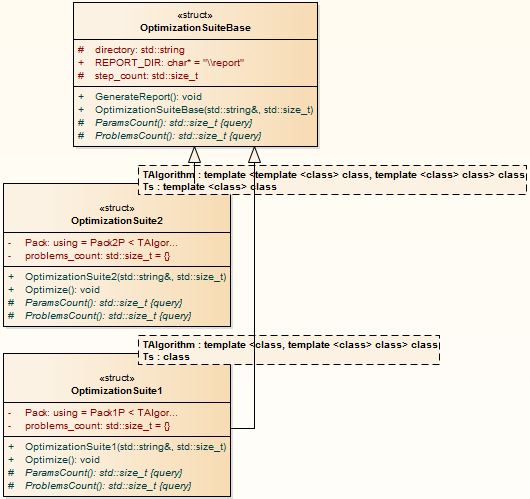 «struct»
OptimizationSuiteBase
# directory: std::string
+ REPORT_DIR: char* = "\\report"
# step_count: std::size_t
+ GenerateReport(): void
+ OptimizationSuiteBase(std::string&, std::size_t)
# ParamsCount(): std::size_t {query}
# ProblemsCount(): std::size_t {query}
TAlgorithm : template <template <class> class, template <class> class> class
Ts : template <class> class
«struct»
OptimizationSuite2
- Pack: using = Pack2P < TAlgor...
- problems_count: std::size_t = {}
+ OptimizationSuite2(std::string&, std::size_t)
+ Optimize(): void
# ParamsCount(): std::size_t {query}
# ProblemsCount(): std::size_t {query}
TAlgorithm : template <class, template <class> class> class
Ts : class
«struct»
OptimizationSuite1
- Pack: using = Pack1P < TAlgor...
- problems_count: std::size_t = {}
+ OptimizationSuite1(std::string&, std::size_t)
+ Optimize(): void
# ParamsCount(): std::size_t {query}
# ProblemsCount(): std::size_t {query}